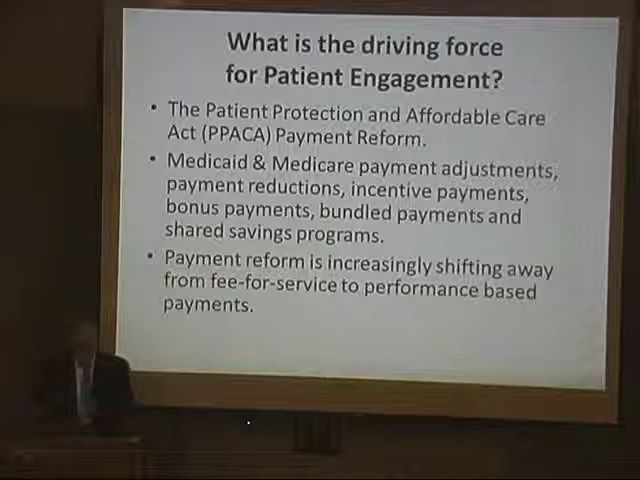 What is the driving force
for Patient Engagement?
• The Patient Protection and Affordable Care
Act (PPACA) Payment Reform.
• Medicaid & Medicare payment adjustments,
payment reductions, incentive payments,
bonus payments, bundled payments and
shared savings programs.
• Payment reform is increasingly shifting away
from fee-for-service to performance based
payments.